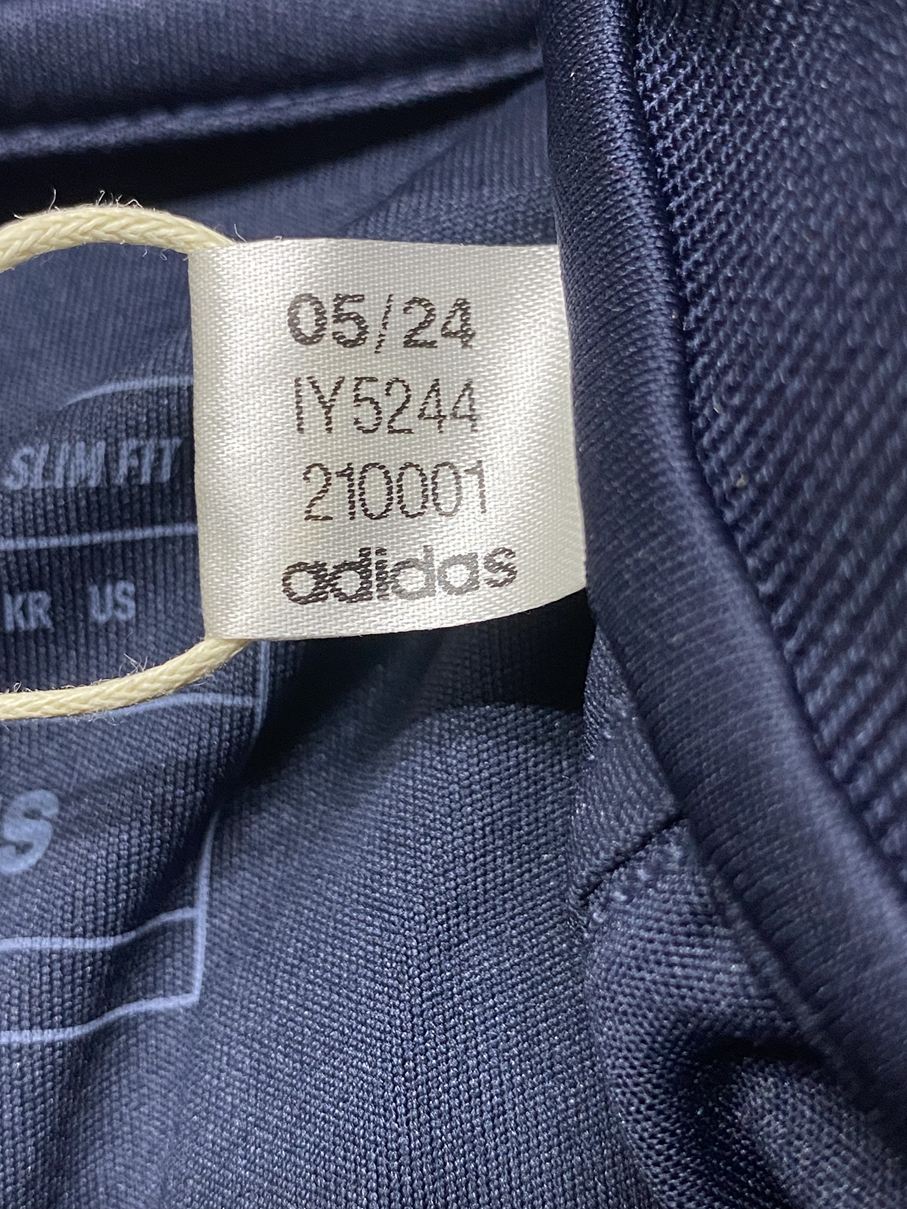 05/24
IY5244
210001
adidas
SLIM FIT
KR US
S